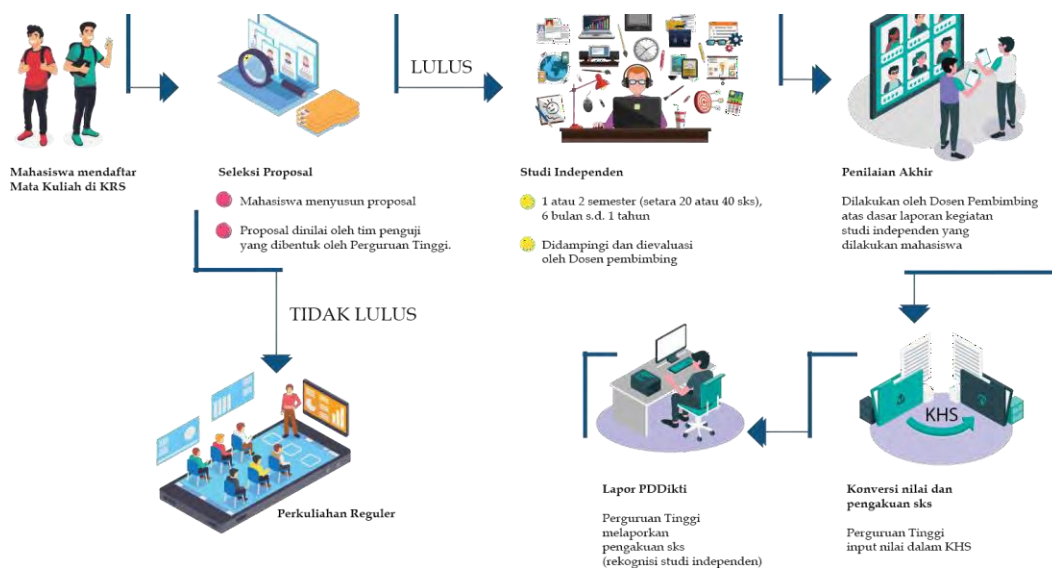 LULUS
Mahasiswa mendaftar
Mata Kuliah di KRS
Seleksi Proposal
Mahasiswa menyusun proposal
Proposal dinilai oleh tim penguji
yang dibentuk oleh Perguruan Tinggi.
Studi Independen
1 atau 2 semester (setara 20 atau 40 sks),
6 bulan s.d. 1 tahun
Didampingi dan dievaluasi
oleh Dosen pembimbing
Penilaian Akhir
Dilakukan oleh Dosen Pembimbing
atas dasar laporan kegiatan
studi independen yang
dilakukan mahasiswa
TIDAK LULUS
Perkuliahan Reguler
KHS
Konversi nilai dan
pengakuan sks
Perguruan Tinggi
input nilai dalam KHS
Lapor PDDikti
Perguruan Tinggi
melaporkan
pengakuan sks
(rekognisi studi independen)